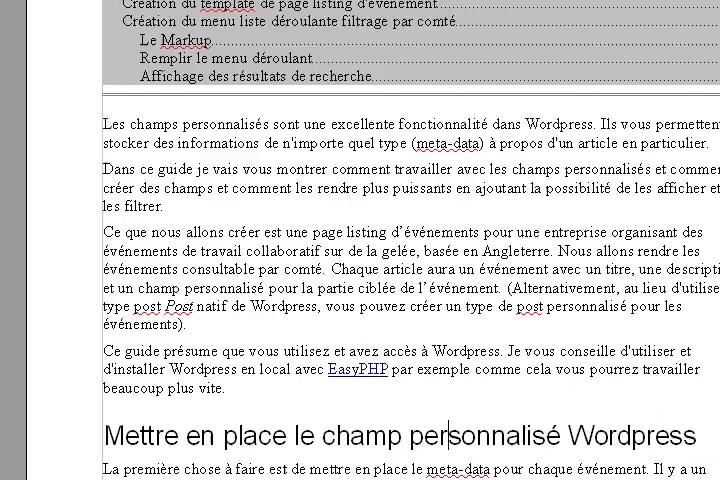 Création du template de page listing d'événement
Création du menu liste déroulante filtrage par comté
Le Markup
Remplir le menu déroulant
Affichage des résultats de recherche
Les champs personnalisés sont une excellente fonctionnalité dans Wordpress. Ils vous permetten
stocker des informations de n'importe quel type (meta-data) à propos d'un article en particulier.
Dans ce guide je vais vous montrer comment travailler avec les champs personnalisés et commen
créer des champs et comment les rendre plus puissants en ajoutant la possibilité de les afficher et
les filtrer.
Ce que nous allons créer est une page listing d’événements pour une entreprise organisant des
événements de travail collaboratif sur de la gelée, basée en Angleterre. Nous allons rendre les
événements consultable par comté. Chaque article aura un événement avec un titre, une descripti
et un champ personnalisé pour la partie ciblée de l’événement. (Alternativement, au lieu d'utilise
type post Post natif de Wordpress, vous pouvez créer un type de post personnalisé pour les
événements).
Ce guide présume que vous utilisez et avez accès à Wordpress. Je vous conseille d'utiliser et
d'installer Wordpress en local avec EasyPHP par exemple comme cela vous pourrez travailler
beaucoup plus vite.
Mettre en place le champ personnalisé Wordpress
La première chose à faire est de mettre en place le meta-data pour chaque événement. Il y a un